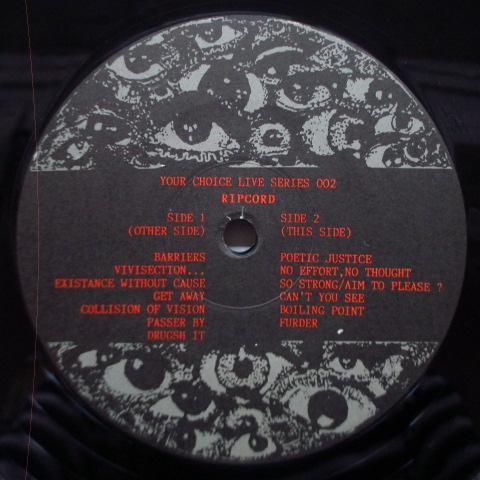 YOUR CHOICE LIVE SERIES 002
RIPCORD
SIDE 1
(OTHER SIDE)
BARRIERS
VIVISECTION...
EXISTANCE WITHOUT CAUSE
GET AWAY
COLLISION OF VISION
PASSER BY
DRUGSH IT
SIDE 2
(THIS SIDE)
POETIC JUSTICE
NO EFFORT,NO THOUGHT
SO STRONG/AIM TO PLEASE ?
CAN'T YOU SEE
BOILING POINT
FURDER